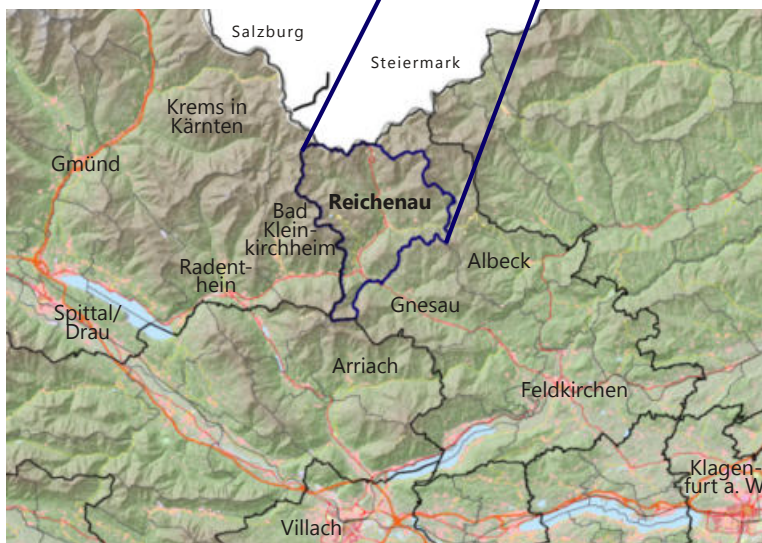 Salzburg
Steiermark
Krems in
Kärnten
Gmünd
Reichenau
Bad
Klein-
kirchheim
Albeck
Radent-
hein
Gnesau
Spittal/
Drau
Arriach
Feldkirchen
Klagen-
furt a. W
Villach